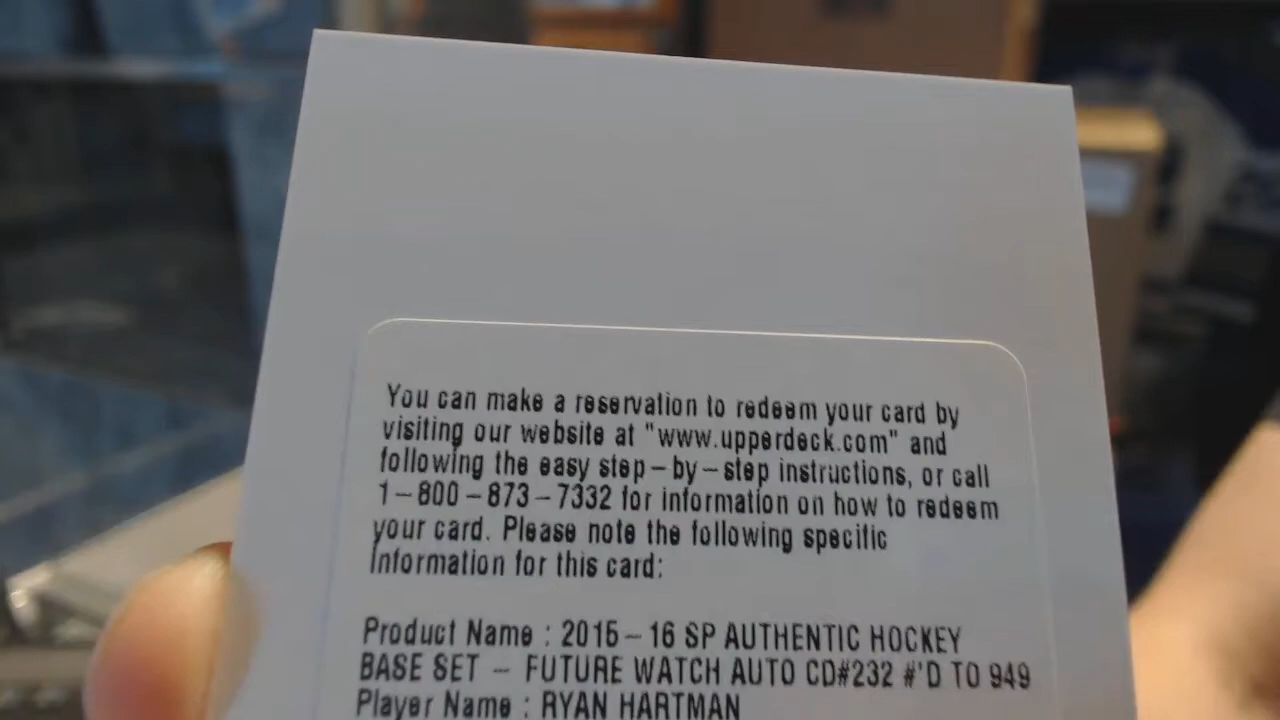 You can make a reservation to redeem your card by
visiting our website at "www.upperdeck.com" and
following the easy step-by-step instructions, or call
1-800-873-7332 for information on how to redeem
your card. Please note the following specific
information for this card:
Product Name : 2015-16 SP AUTHENTIC HOCKEY
BASE SET - FUTURE WATCH AUTO CD#232 #'D TO 949
Player Name : RYAN HARTMAN